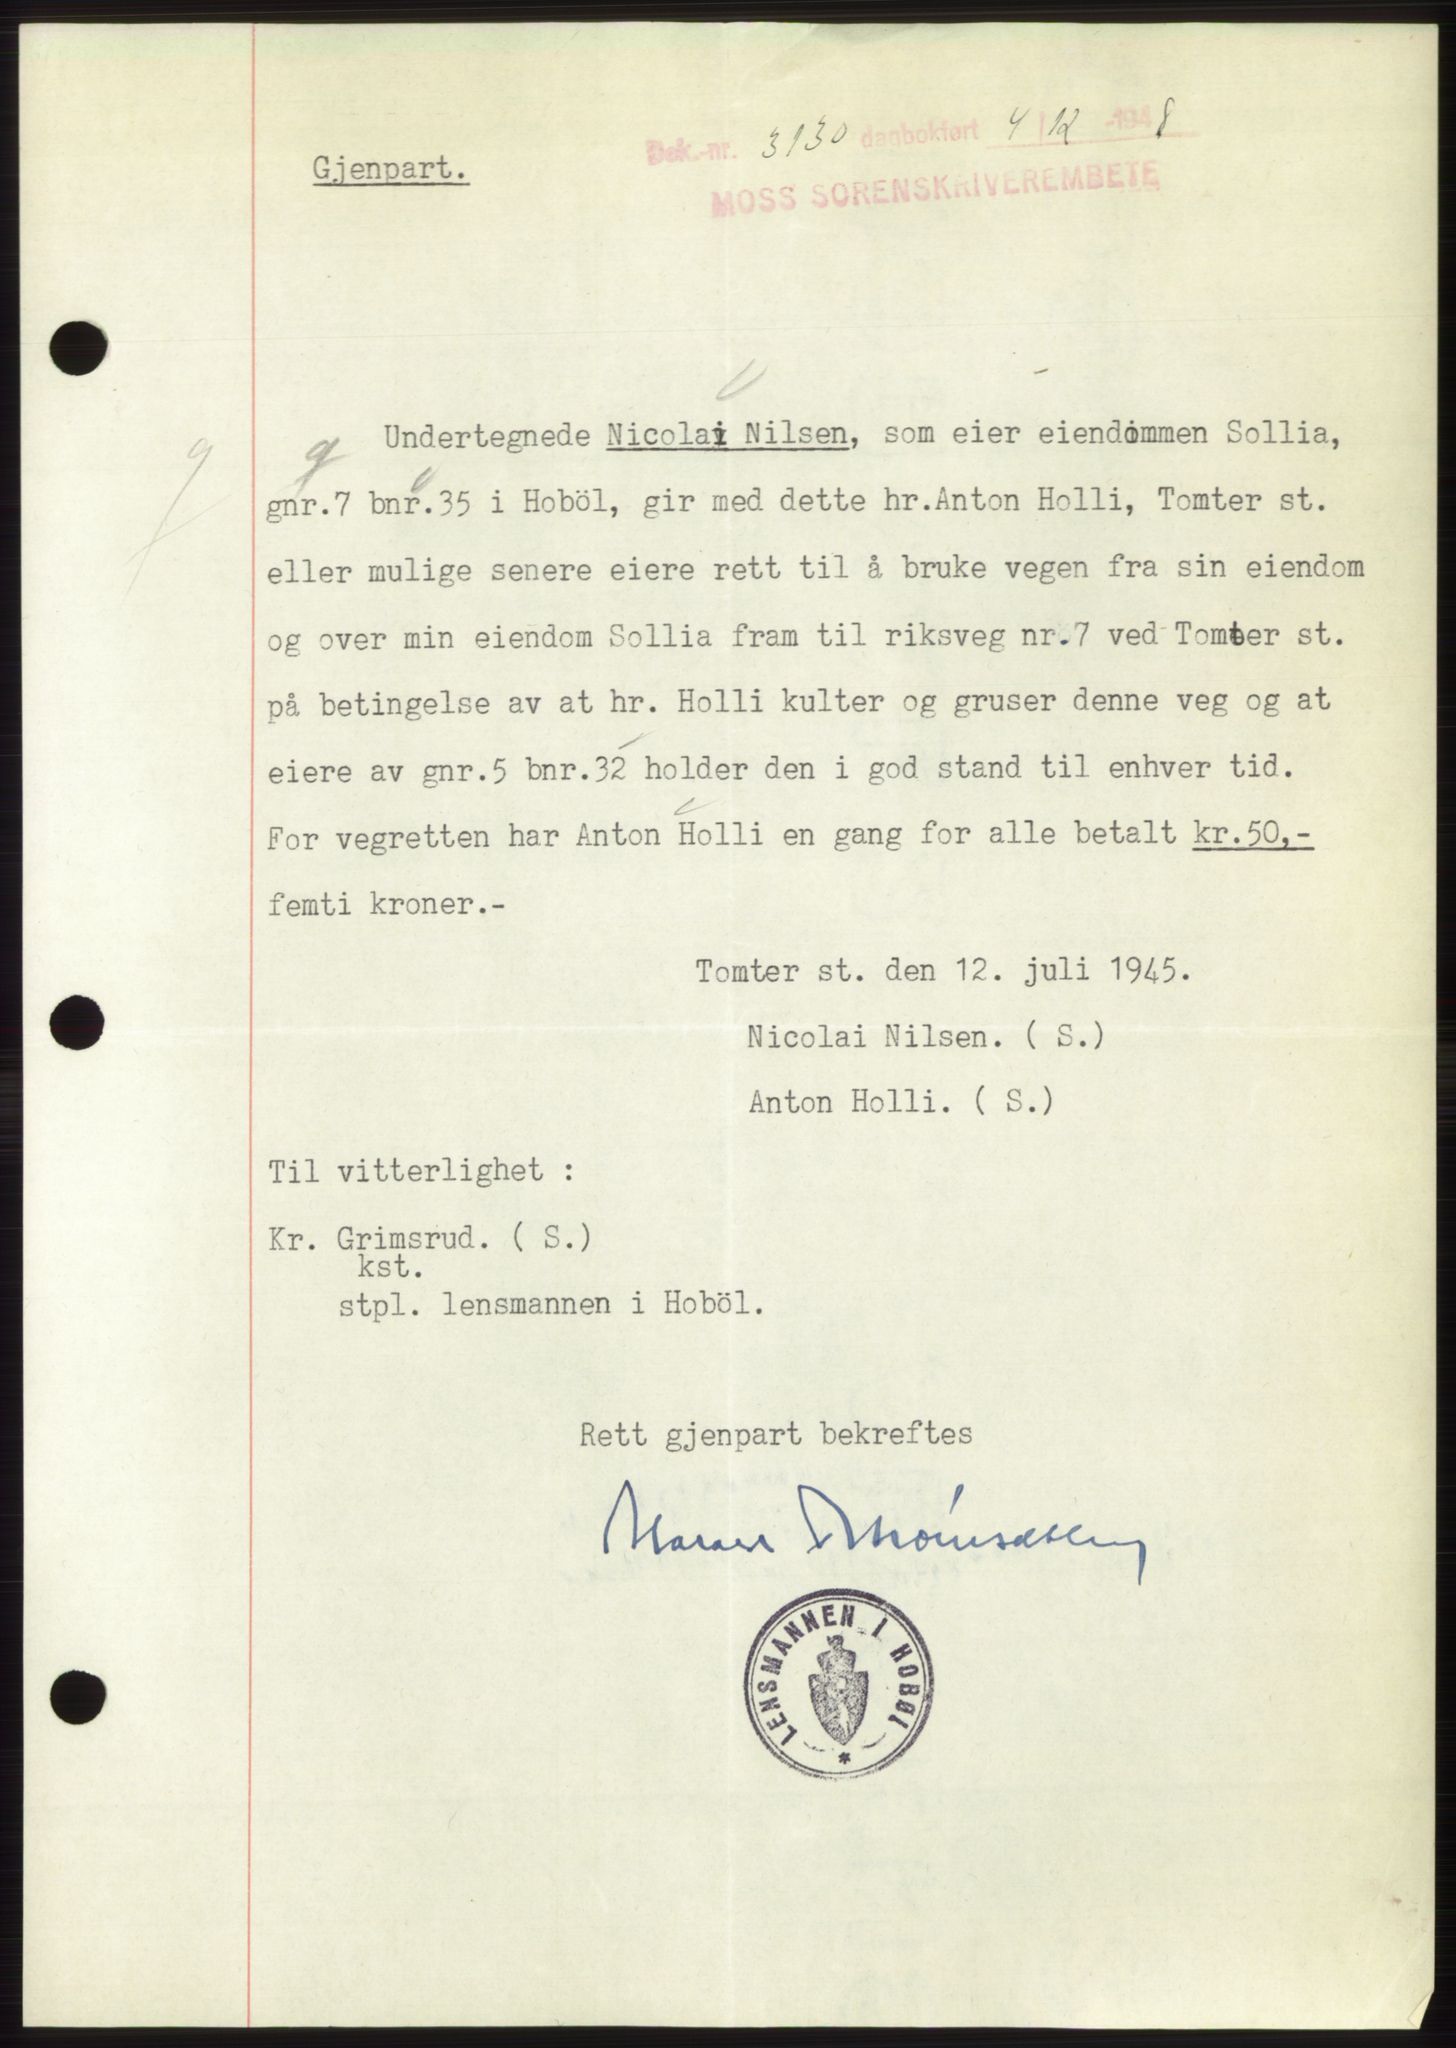 Dok.-nr. 3130 dagbokført 4/12-1948
MOSS SORENSKRIVEREMBETE
Gjenpart.
Undertegnede Nicolai Nilsen, som eier eiendommen Sollia,
gnr.7 bnr.35 i Hoböl, gir med dette hr.Anton Holli, Tomter st.
eller mulige senere eiere rett til å bruke vegen fra sin eiendom
og over min eiendom Sollia fram til riksveg nr.7 ved Tomter st.
på betingelse av at hr. Holli kulter og gruser denne veg og at
eiere av gnr.5 bnr.32 holder den i god stand til enhver tid.
For vegretten har Anton Holli en gang for alle betalt kr.50,-
femti kroner.-
Tomter st. den 12. juli 1945.
Nicolai Nilsen. ( S.)
Anton Holli. ( S.)
Til vitterlighet :
Kr. Grimsrud. ( S.)
kst.
stpl. lensmannen i Hoböl.
Rett gjenpart bekreftes
LENSMANNEN I HOBØL